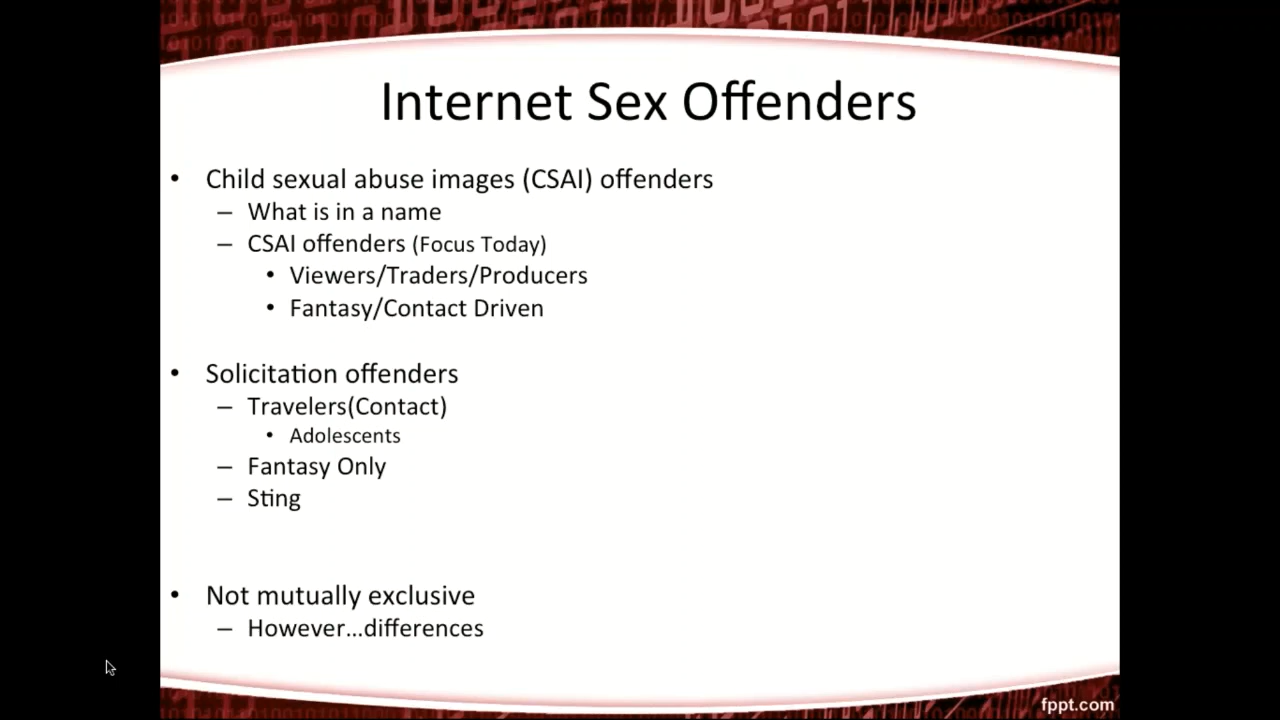 Internet Sex Offenders
• Child sexual abuse images (CSAI) offenders
– What is in a name
– CSAI offenders (Focus Today)
• Viewers/Traders/Producers
• Fantasy/Contact Driven
• Solicitation offenders
– Travelers(Contact)
• Adolescents
– Fantasy Only
– Sting
• Not mutually exclusive
– However...differences
fppt.com